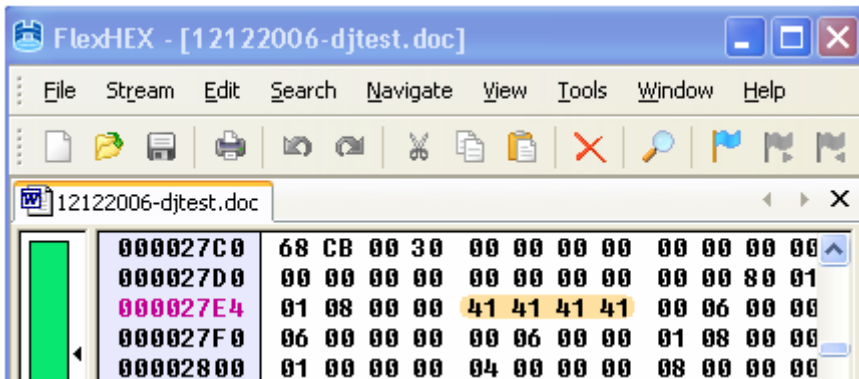 FlexHEX - [12122006-djtest.doc]
File Stream Edit Search Navigate View Tools Window Help
12122006-djtest.doc
000027C0 68 CB 00 30 00 00 00 00 00 00 00 00
000027D0 00 00 00 00 00 00 00 00 00 00 80 01
000027E4 01 08 00 00 41 41 41 41 00 06 00 00
000027F0 06 00 00 00 00 06 00 00 01 08 00 00
00002800 01 00 00 00 04 00 00 00 08 00 00 00